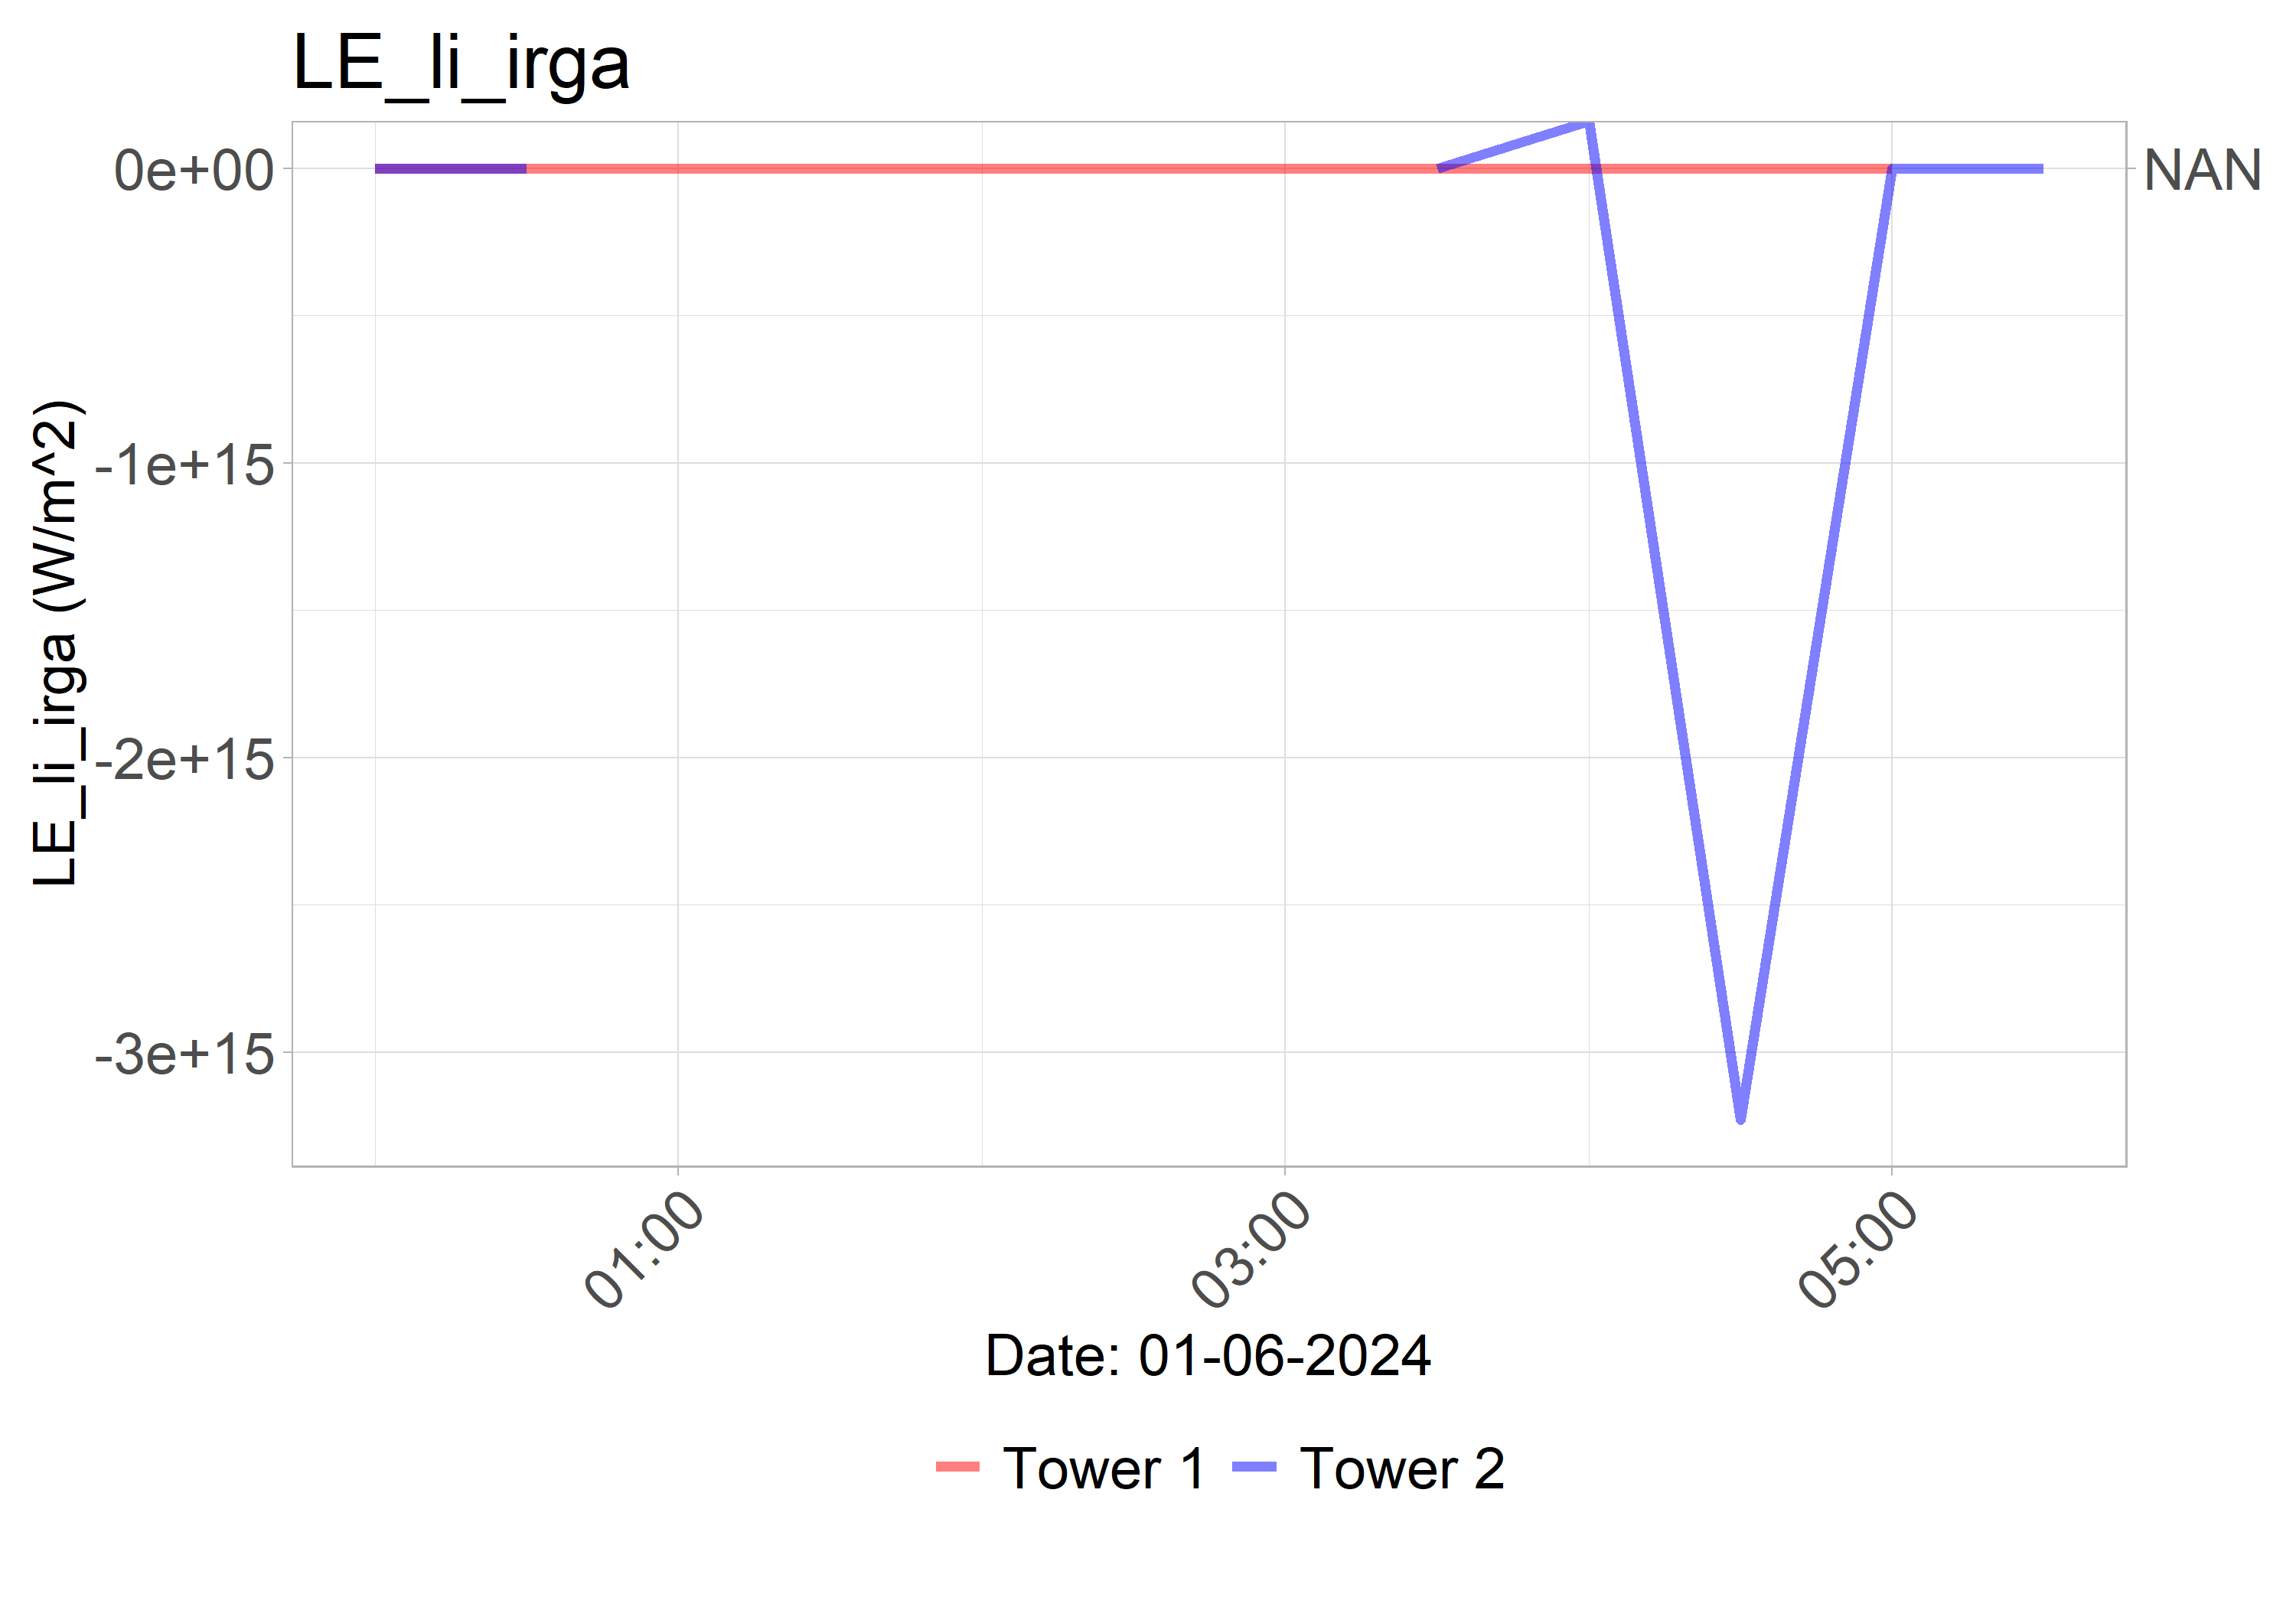 LE_li_irga
LE_li_irga (W/m^2)
0e+00
-1e+15
-2e+15
-3e+15
NAN
01:00
03:00
05:00
Date: 01-06-2024
Tower 1
Tower 2